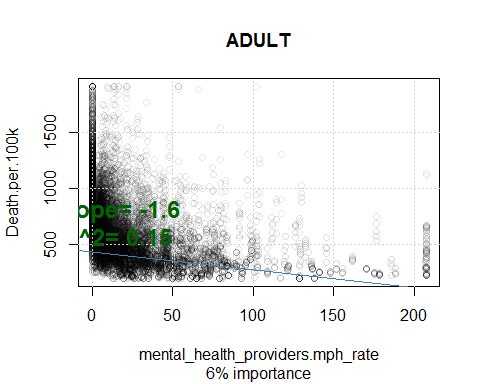 ADULT
Death.per.100k
1500
1000
500
ope= -1.6
^2= 0.15
0
50
100
150
200
mental_health_providers.mph_rate
6% importance